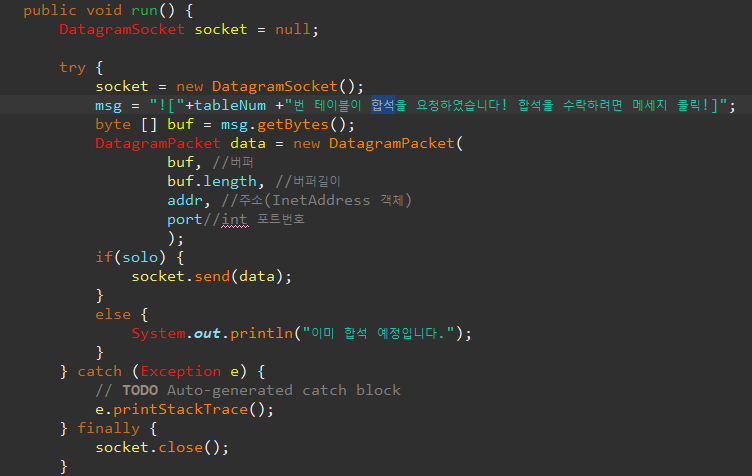 public void run() {
DatagramSocket socket = null;
try {
socket = new DatagramSocket();
msg = "!["+tableNum +"번 테이블이 합석을 요청하였습니다! 합석을 수락하려면 메세지 클릭!]";
byte [] buf = msg.getBytes();
DatagramPacket data = new DatagramPacket(
buf, //버퍼
buf.length, //버퍼길이
addr, //주소(InetAddress 객체)
port//int 포트번호
);
if(solo) {
socket.send(data);
}
else {
System.out.println("이미 합석 예정입니다.");
}
} catch (Exception e) {
// TODO Auto-generated catch block
e.printStackTrace();
} finally {
socket.close();
}